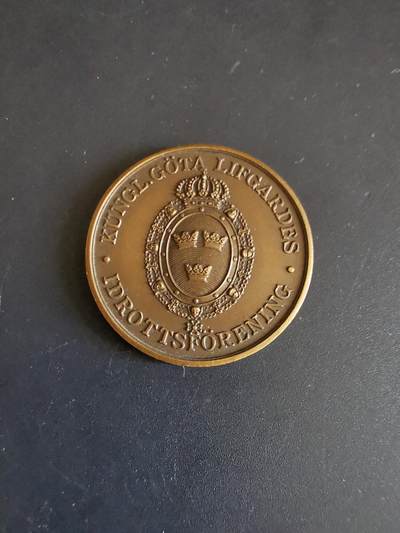 · KUNGL. GÖTA LIFGARDES ·
IDROTTSFÖRENING